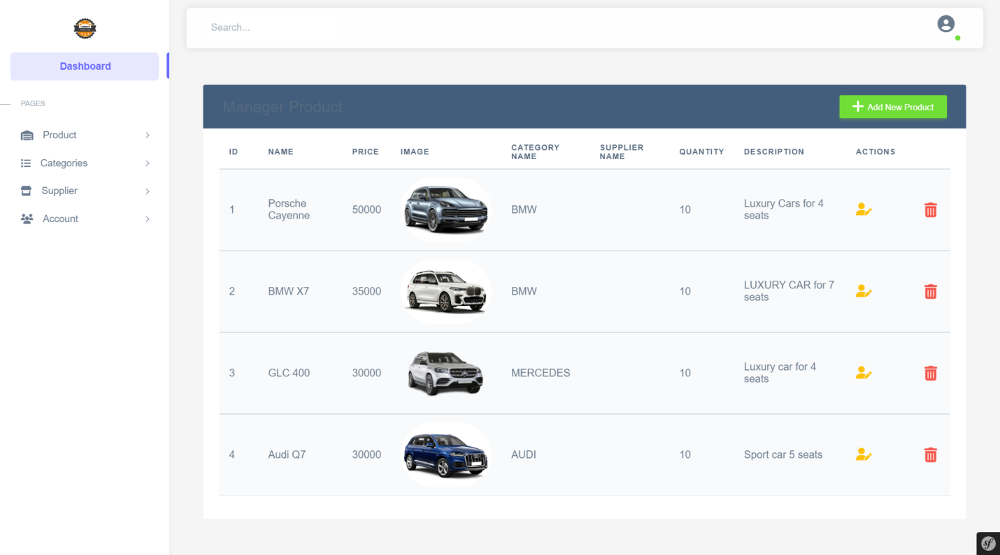 Search...
Dashboard
PAGES
Product
Categories
Supplier
Account
Manager Product
Add New Product
ID NAME PRICE IMAGE CATEGORY NAME SUPPLIER NAME QUANTITY DESCRIPTION ACTIONS
1 Porsche Cayenne 50000 BMW 10 Luxury Cars for 4 seats
2 BMW X7 35000 BMW 10 LUXURY CAR for 7 seats
3 GLC 400 30000 MERCEDES 10 Luxury car for 4 seats
4 Audi Q7 30000 AUDI 10 Sport car 5 seats
sf